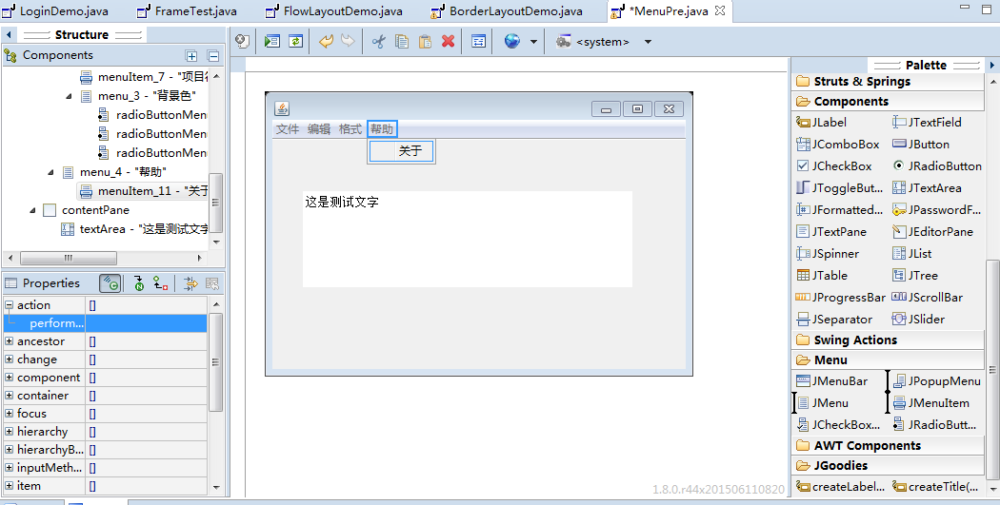 LoginDemo.java FrameTest.java FlowLayoutDemo.java BorderLayoutDemo.java *MenuPre.java
Structure
Components
menuItem_7 - "项目符
menu_3 - "背景色"
radioButtonMen
radioButtonMen
radioButtonMen
menu_4 - "帮助"
menuItem_11 - "关于
contentPane
textArea - "这是测试文字
Properties
action []
perform...
ancestor []
change []
component []
container []
focus []
hierarchy []
hierarchyB... []
inputMeth... []
item []
<system>
文件 编辑 格式 帮助
关于
这是测试文字
1.8.0.r44x201506110820
Palette
Struts & Springs
Components
JLabel JTextField
JComboBox JButton
JCheckBox JRadioButton
JToggleBut... JTextArea
JFormatted... JPasswordF...
JTextPane JEditorPane
JSpinner JList
JTable JTree
JProgressBar JScrollBar
JSeparator JSlider
Swing Actions
Menu
JMenuBar JPopupMenu
JMenu JMenuItem
JCheckBox... JRadioButt...
AWT Components
JGoodies
createLabel... createTitle(...